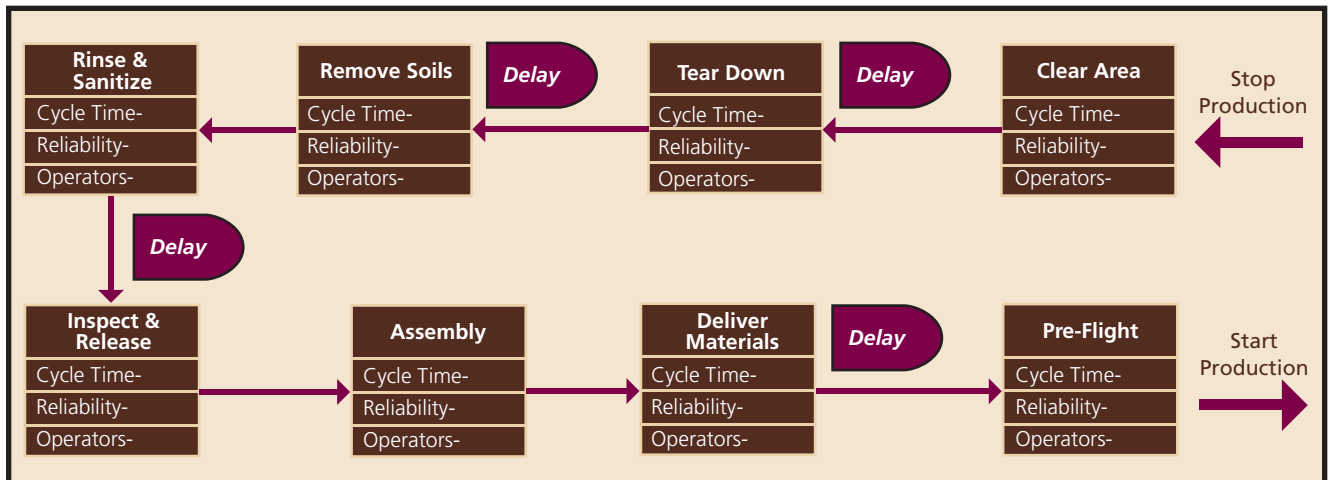 Rinse &
Sanitize
Cycle Time-
Reliability-
Operators-
Remove Soils
Cycle Time-
Reliability-
Operators-
Delay
Tear Down
Cycle Time-
Reliability-
Operators-
Delay
Clear Area
Cycle Time-
Reliability-
Operators-
Stop
Production
Delay
Inspect &
Release
Cycle Time-
Reliability-
Operators-
Assembly
Cycle Time-
Reliability-
Operators-
Deliver
Materials
Cycle Time-
Reliability-
Operators-
Delay
Pre-Flight
Cycle Time-
Reliability-
Operators-
Start
Production